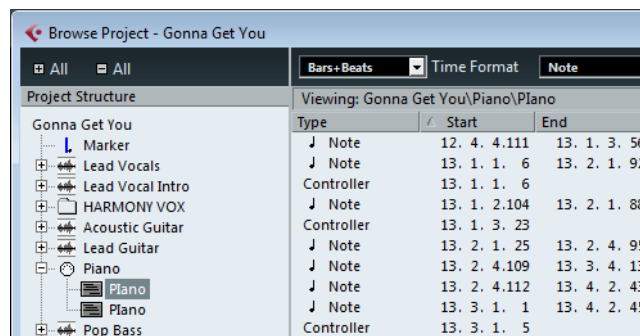 Browse Project - Gonna Get You
All All Bars+Beats Time Format Note
Project Structure
Viewing: Gonna Get You\Piano\PIano
Type Start End
Gonna Get You
Marker
Lead Vocals
Lead Vocal Intro
HARMONY VOX
Acoustic Guitar
Lead Guitar
Piano
PIano
PIano
Pop Bass
Note 12. 4. 4.111 13. 1. 3.
Note 13. 1. 1. 6 13. 2. 1.
Controller 13. 1. 1. 6
Note 13. 1. 2.104 13. 2. 1.
Controller 13. 1. 3. 23
Note 13. 2. 1. 25 13. 2. 4.
Note 13. 2. 4.109 13. 3. 4.
Note 13. 2. 4.112 13. 4. 2.
Note 13. 3. 1. 1 13. 4. 2.
Controller 13. 3. 1. 5